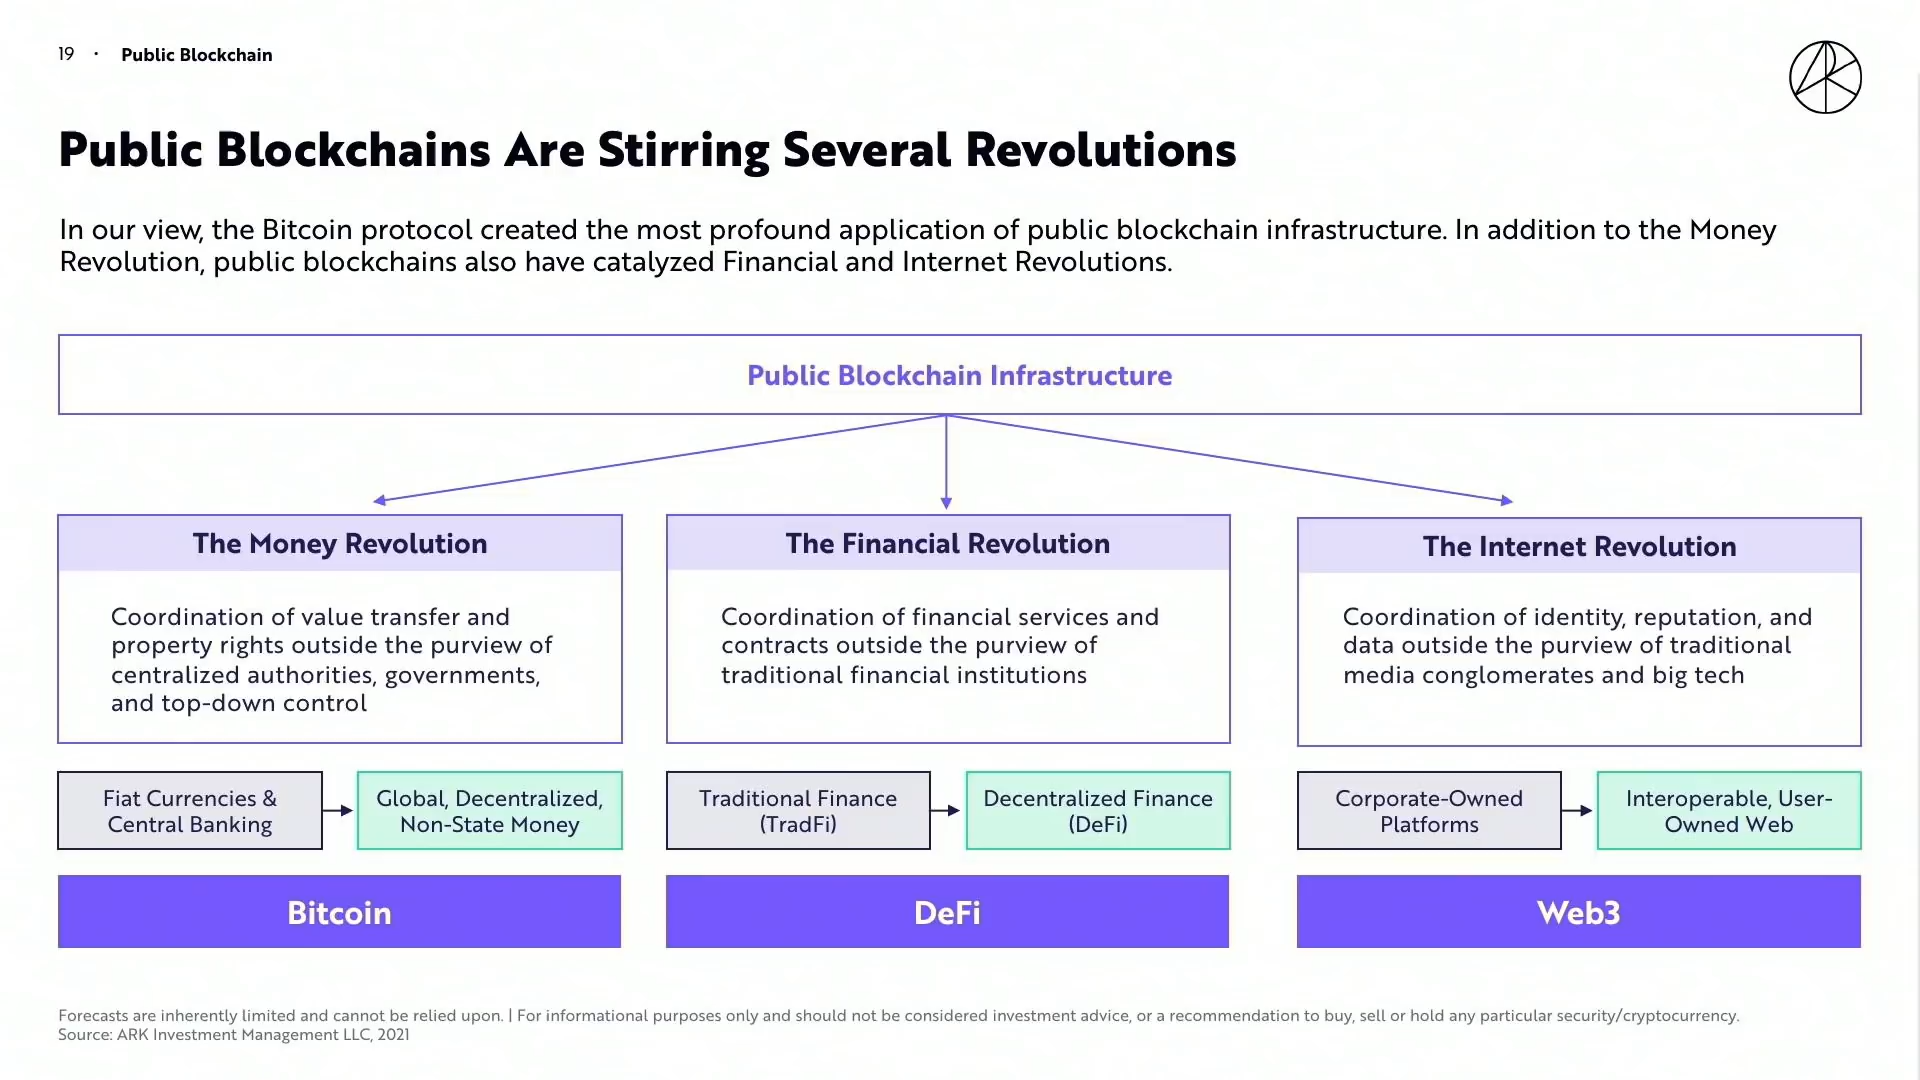 19 · Public Blockchain
Public Blockchains Are Stirring Several Revolutions
In our view, the Bitcoin protocol created the most profound application of public blockchain infrastructure. In addition to the Money
Revolution, public blockchains also have catalyzed Financial and Internet Revolutions.
Public Blockchain Infrastructure
The Money Revolution
Coordination of value transfer and
property rights outside the purview of
centralized authorities, governments,
and top-down control
Fiat Currencies &
Central Banking
Global, Decentralized,
Non-State Money
Bitcoin
The Financial Revolution
Coordination of financial services and
contracts outside the purview of
traditional financial institutions
Traditional Finance
(TradFi)
Decentralized Finance
(DeFi)
DeFi
The Internet Revolution
Coordination of identity, reputation, and
data outside the purview of traditional
media conglomerates and big tech
Corporate-Owned
Platforms
Interoperable, User-
Owned Web
Web3
Forecasts are inherently limited and cannot be relied upon. | For informational purposes only and should not be considered investment advice, or a recommendation to buy, sell or hold any particular security/cryptocurrency.
Source: ARK Investment Management LLC, 2021